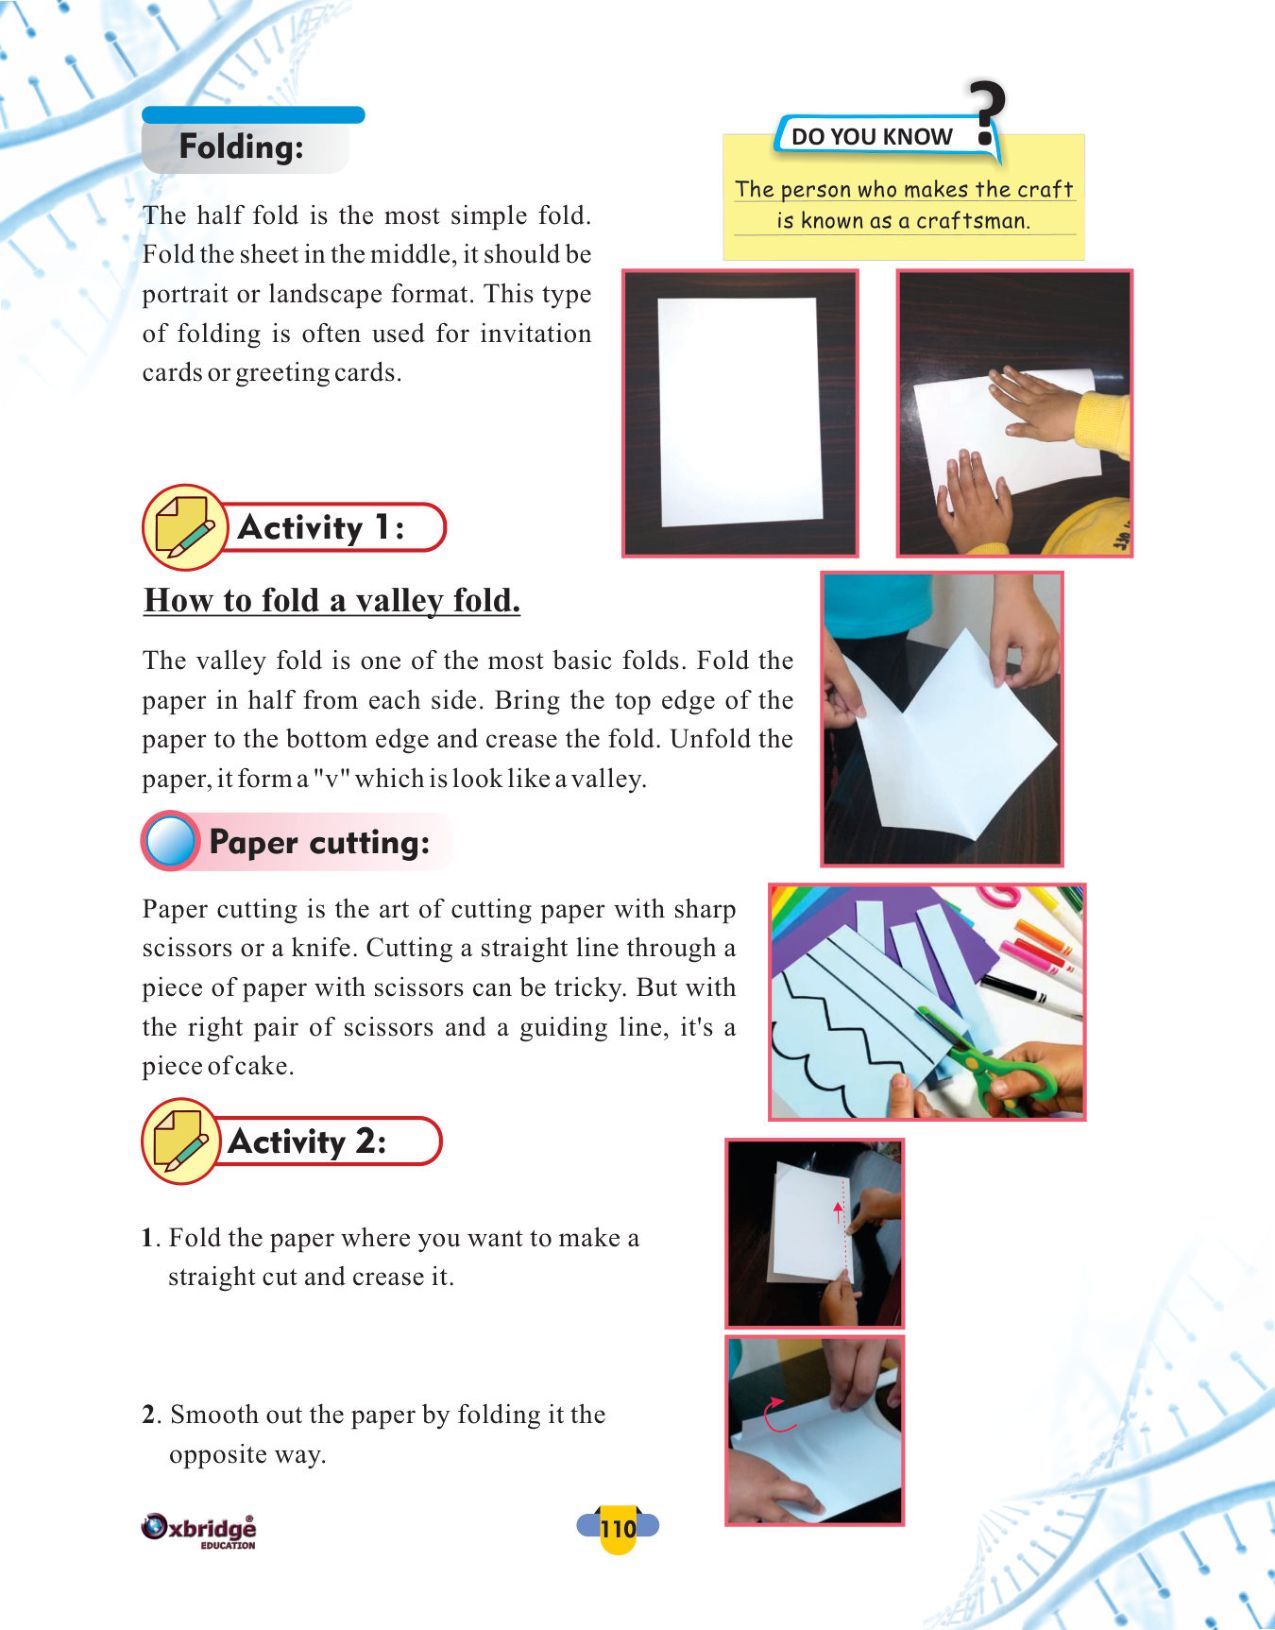 Folding:
DO YOU KNOW ?
The person who makes the craft
is known as a craftsman.
The half fold is the most simple fold.
Fold the sheet in the middle, it should be
portrait or landscape format. This type
of folding is often used for invitation
cards or greeting cards.
Activity 1:
How to fold a valley fold.
The valley fold is one of the most basic folds. Fold the
paper in half from each side. Bring the top edge of the
paper to the bottom edge and crease the fold. Unfold the
paper, it form a "v" which is look like a valley.
Paper cutting:
Paper cutting is the art of cutting paper with sharp
scissors or a knife. Cutting a straight line through a
piece of paper with scissors can be tricky. But with
the right pair of scissors and a guiding line, it's a
piece of cake.
Activity 2:
1. Fold the paper where you want to make a
straight cut and crease it.
2. Smooth out the paper by folding it the
opposite way.
Oxbridge®
EDUCATION
110